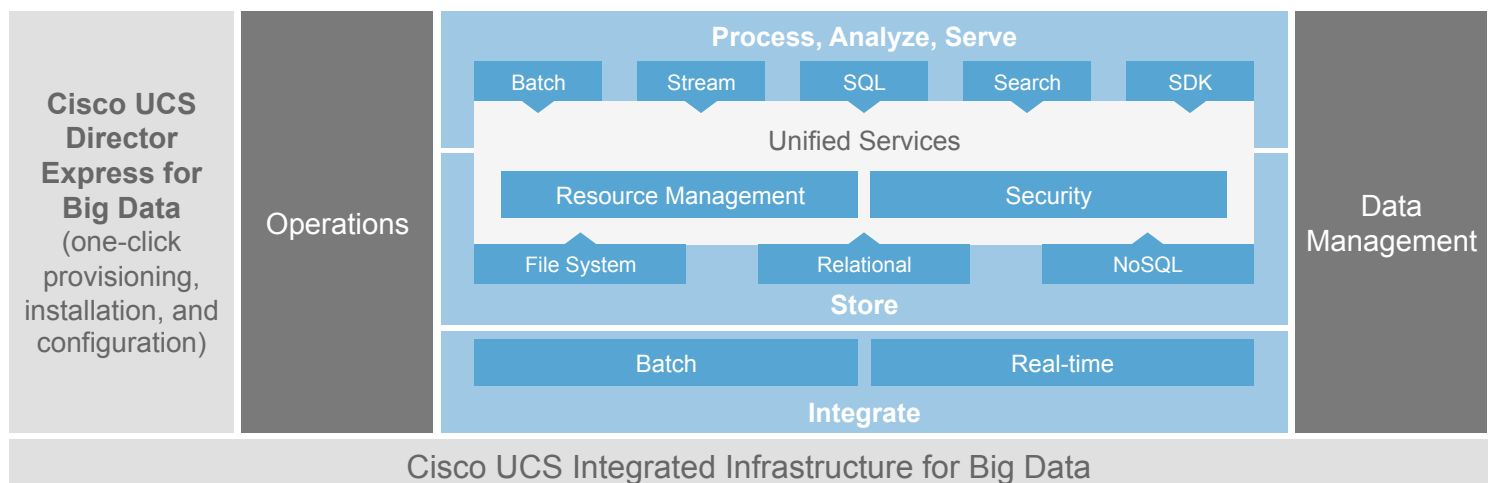 Cisco UCS
Director
Express for
Big Data
(one-click
provisioning,
installation, and
configuration)
Operations
Process, Analyze, Serve
Batch
Stream
SQL
Search
SDK
Unified Services
Resource Management
Security
File System
Relational
NoSQL
Store
Batch
Real-time
Integrate
Data
Management
Cisco UCS Integrated Infrastructure for Big Data